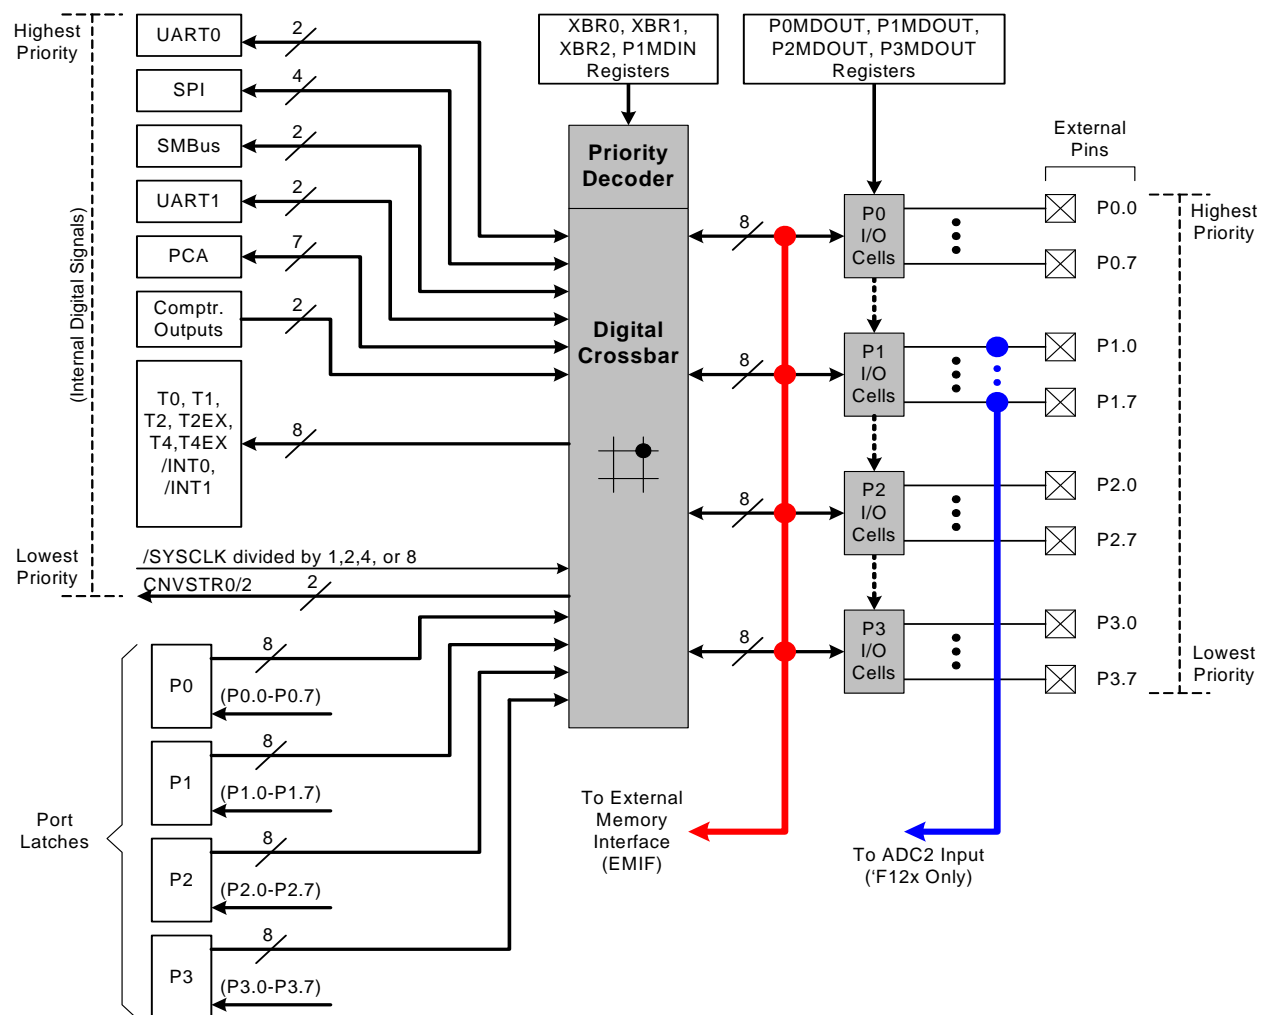 Highest
Priority
UART0
2
SPI
4
SMBus
2
UART1
2
PCA
7
Comptr.
Outputs
2
T0, T1,
T2, T2EX,
T4,T4EX
/INT0,
/INT1
8
(Internal Digital Signals)
Lowest
Priority
/SYSCLK divided by 1,2,4, or 8
CNVSTR0/2
2
Port
Latches
P0
8
(P0.0-P0.7)
P1
8
(P1.0-P1.7)
P2
8
(P2.0-P2.7)
P3
8
(P3.0-P3.7)
XBR0, XBR1,
XBR2, P1MDIN
Registers
Priority
Decoder
Digital
Crossbar
P0MDOUT, P1MDOUT,
P2MDOUT, P3MDOUT
Registers
8
8
8
8
P0
I/O
Cells
P1
I/O
Cells
P2
I/O
Cells
P3
I/O
Cells
External
Pins
P0.0
P0.7
P1.0
P1.7
P2.0
P2.7
P3.0
P3.7
Highest
Priority
Lowest
Priority
To External
Memory
Interface
(EMIF)
To ADC2 Input
(‘F12x Only)